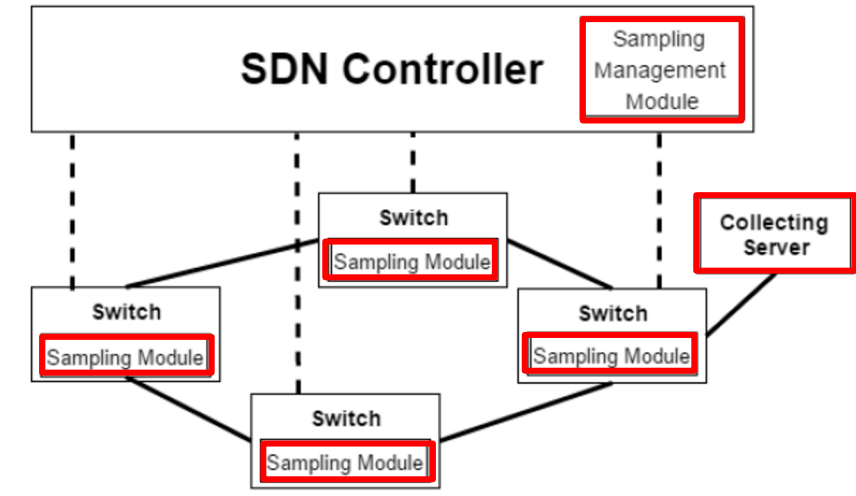 SDN Controller
Sampling
Management
Module
Switch
Sampling Module
Collecting
Server
Switch
Sampling Module
Switch
Sampling Module
Switch
Sampling Module